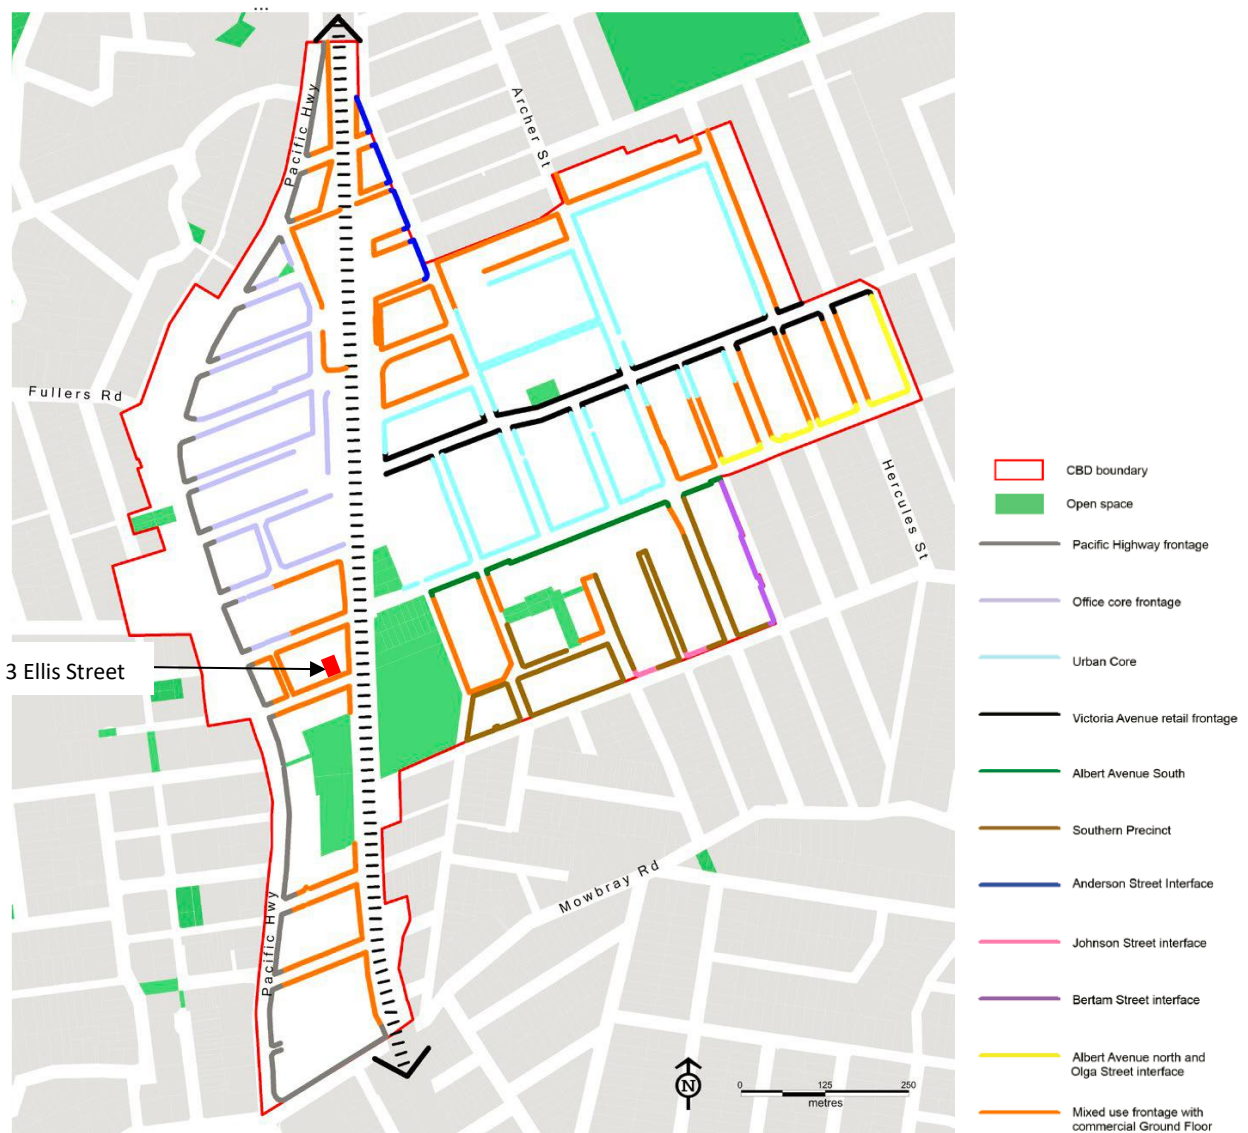 ...
Pacific Hwy
Archer St
Fullers Rd
Hercules St
3 Ellis Street
Mowbray Rd
Pacific Hwy
N
0 125 250
metres
CBD boundary
Open space
Pacific Highway frontage
Office core frontage
Urban Core
Victoria Avenue retail frontage
Albert Avenue South
Southern Precinct
Anderson Street Interface
Johnson Street interface
Bertam Street interface
Albert Avenue north and
Olga Street interface
Mixed use frontage with
commercial Ground Floor